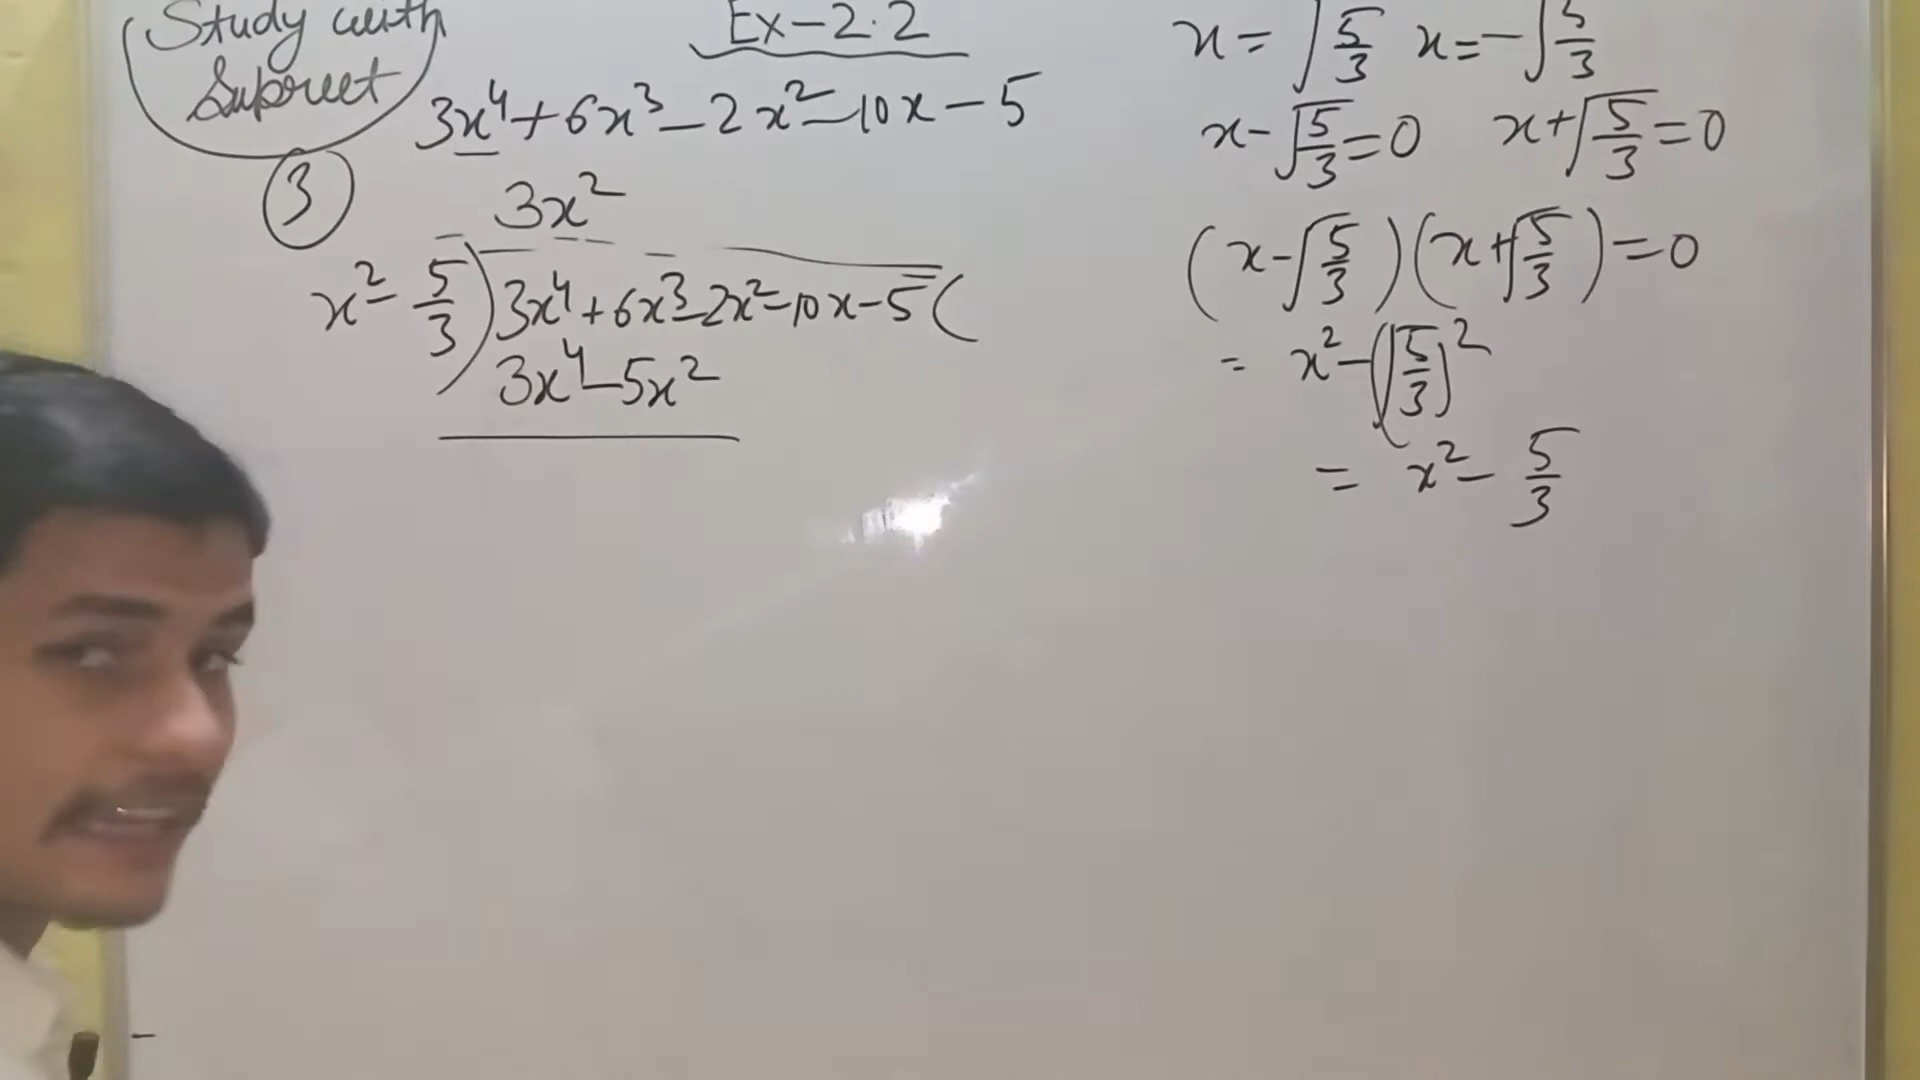 Study with
Supreet
Ex-2.2
3x⁴+6x³-2x²-10x-5
③
3x²
x²-5/3)3x⁴+6x³-2x²-10x-5(
3x⁴-5x²
x=√5/3 x=-√5/3
x-√5/3=0 x+√5/3=0
(x-√5/3)(x+√5/3)=0
= x²-(√5/3)²
= x²-5/3